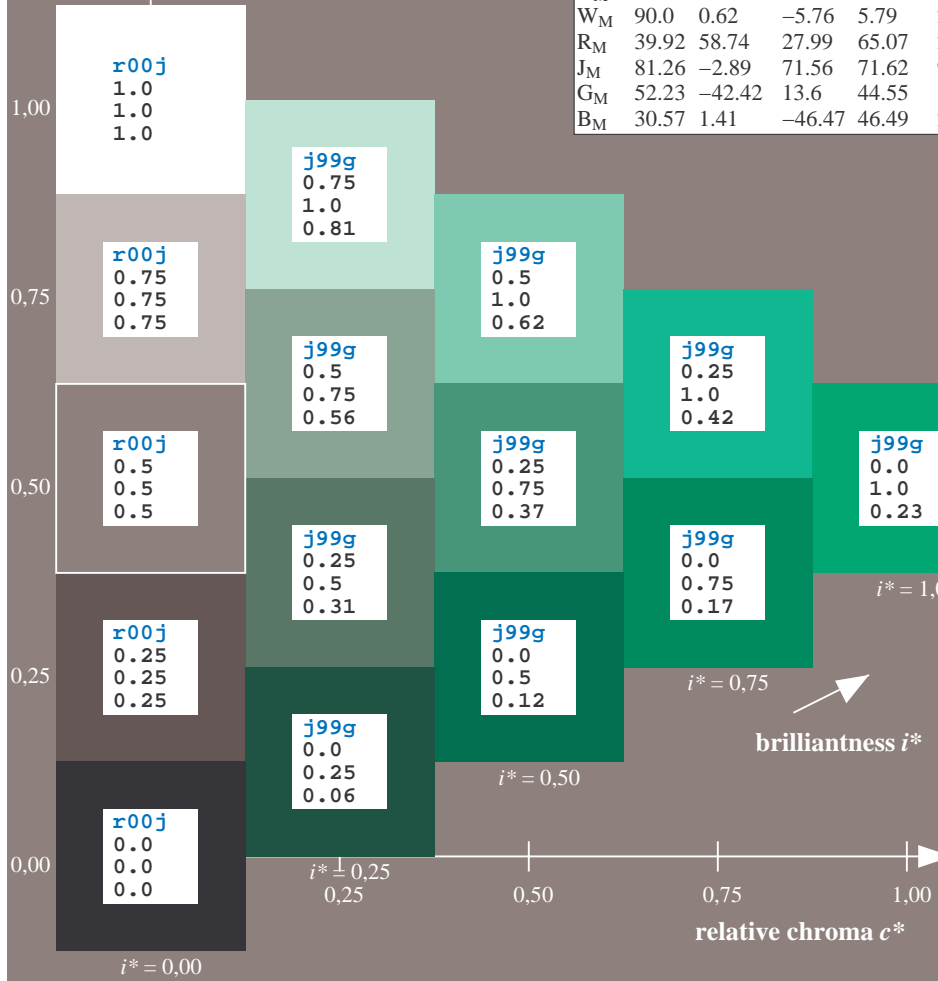 W_M 90.0 0.62 −5.76 5.79
R_M 39.92 58.74 27.99 65.07
J_M 81.26 −2.89 71.56 71.62
G_M 52.23 −42.42 13.6 44.55
B_M 30.57 1.41 −46.47 46.49
1,00
0,75
0,50
0,25
0,00
r00j
1.0
1.0
1.0
r00j
0.75
0.75
0.75
r00j
0.5
0.5
0.5
r00j
0.25
0.25
0.25
r00j
0.0
0.0
0.0
i* = 0,00
j99g
0.75
1.0
0.81
j99g
0.5
0.75
0.56
j99g
0.25
0.5
0.31
j99g
0.0
0.25
0.06
i* = 0,25
j99g
0.5
1.0
0.62
j99g
0.25
0.75
0.37
j99g
0.0
0.5
0.12
i* = 0,50
j99g
0.25
1.0
0.42
j99g
0.0
0.75
0.17
i* = 0,75
j99g
0.0
1.0
0.23
i* = 1,0
brilliantness i*
0,25 0,50 0,75 1,00
relative chroma c*